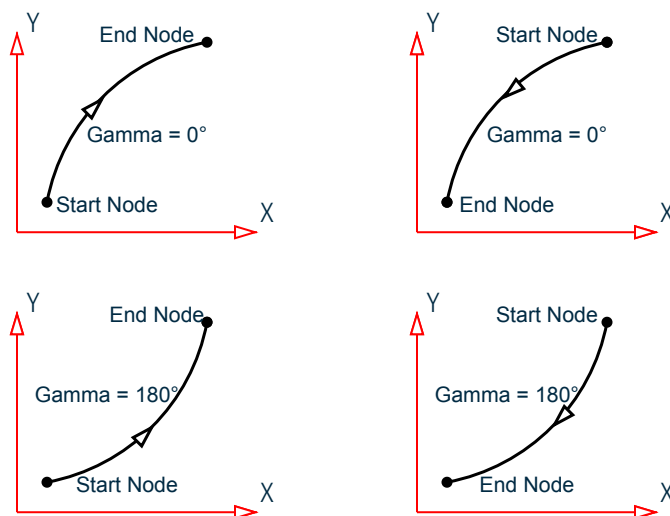 Y
End Node
Gamma = 0°
Start Node
X
Y
Start Node
Gamma = 0°
End Node
X
Y
End Node
Gamma = 180°
Start Node
X
Y
Start Node
Gamma = 180°
End Node
X